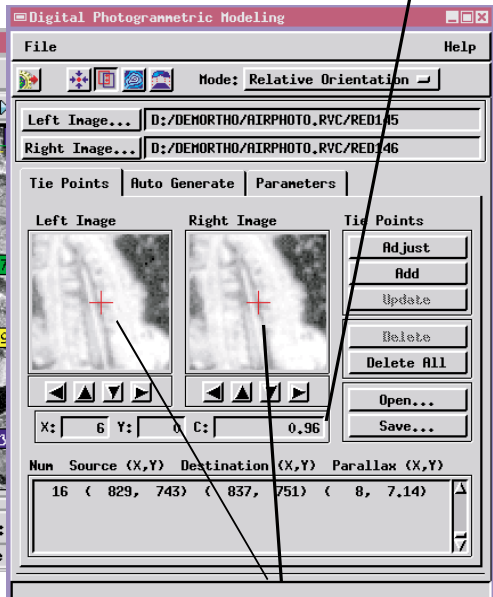 Digital Photogrammetric Modeling
File Help
Mode: Relative Orientation
Left Image... D:/DEMORTHO/AIRPHOTO.RVC/RED145
Right Image... D:/DEMORTHO/AIRPHOTO.RVC/RED146
Tie Points Auto Generate Parameters
Left Image Right Image Tie Points
Adjust
Add
Update
Delete
Delete All
Open...
Save...
X: 6 Y: 0 C: 0.96
Num Source (X,Y) Destination (X,Y) Parallax (X,Y)
16 ( 829, 743) ( 837, 751) ( 8, 7.14)